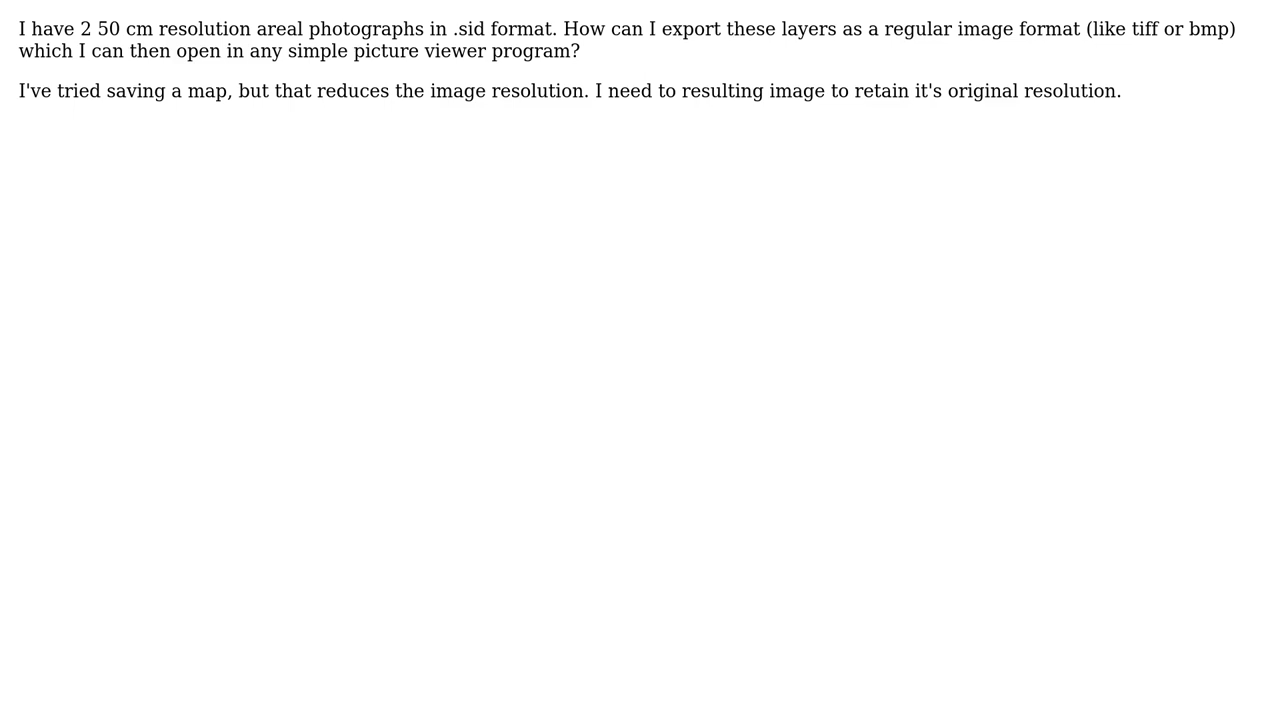 I have 2 50 cm resolution areal photographs in .sid format. How can I export these layers as a regular image format (like tiff or bmp)
which I can then open in any simple picture viewer program?
I've tried saving a map, but that reduces the image resolution. I need to resulting image to retain it's original resolution.